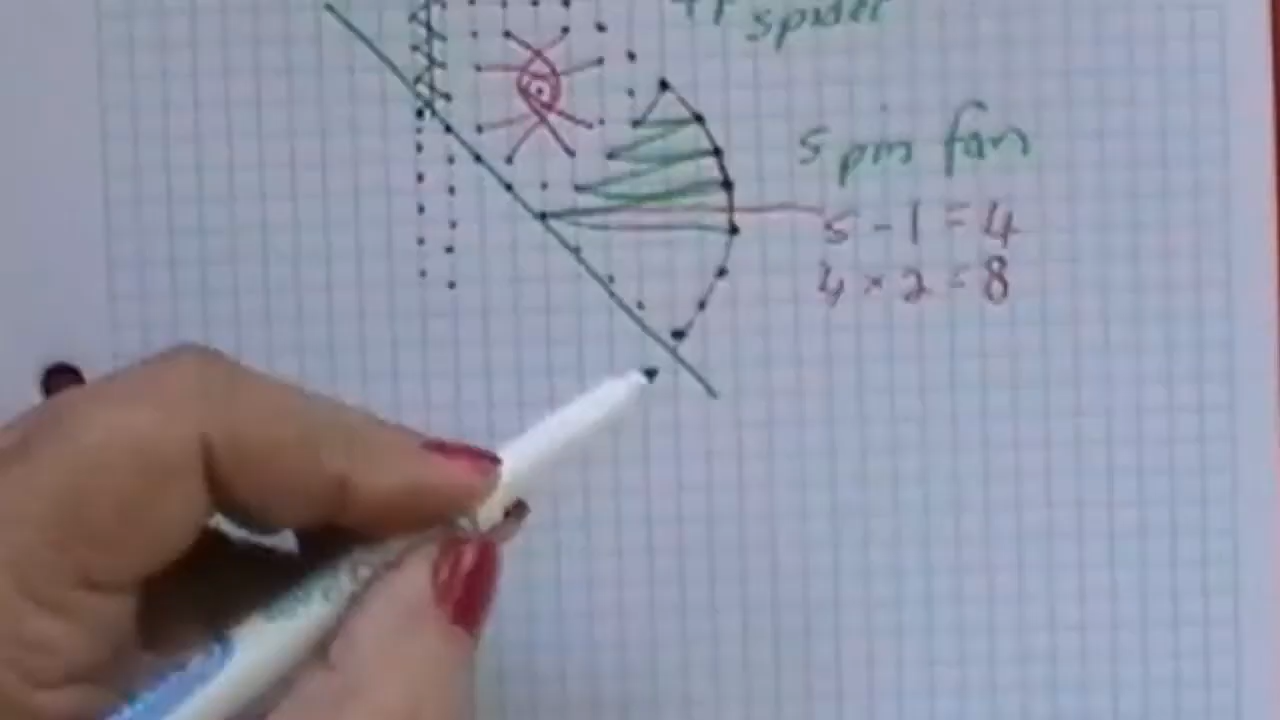 spider
5 pin fan
5 - 1 = 4
4 × 2 = 8